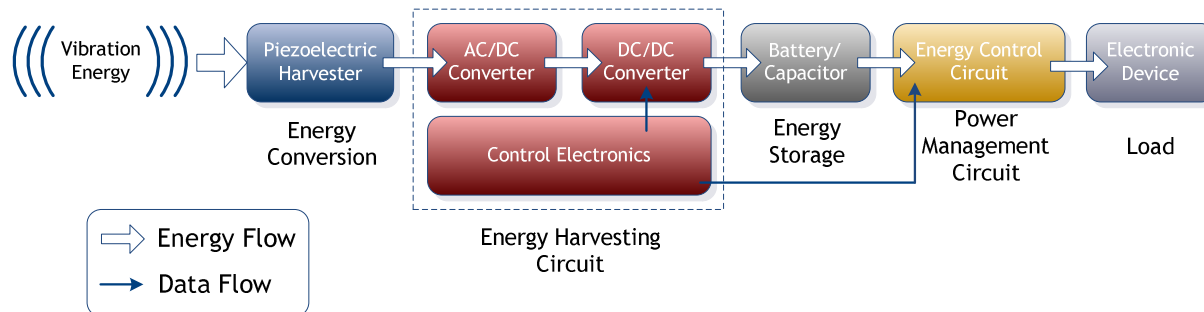 Vibration
Energy
Piezoelectric
Harvester
AC/DC
Converter
DC/DC
Converter
Battery/
Capacitor
Energy Control
Circuit
Electronic
Device
Control Electronics
Energy
Conversion
Energy
Storage
Power
Management
Circuit
Load
Energy Harvesting
Circuit
Energy Flow
Data Flow